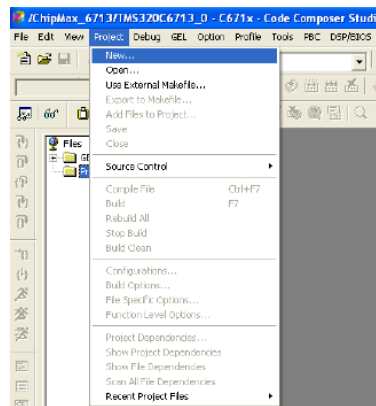 /ChipMax_6713/TMS320C6713_0 - C671x - Code Composer Studi
File Edit View Project Debug GEL Option Profile Tools PBC DSP/BIOS
New...
Open...
Use External Makefile...
Export to Makefile...
Add Files to Project...
Save
Close
Files
GE
Pr
Source Control
Compile File Ctrl+F7
Build F7
Rebuild All
Stop Build
Build Clean
Configurations...
Build Options...
File Specific Options...
Function Level Options...
Project Dependencies...
Show Project Dependencies
Show File Dependencies
Scan All File Dependencies
Recent Project Files